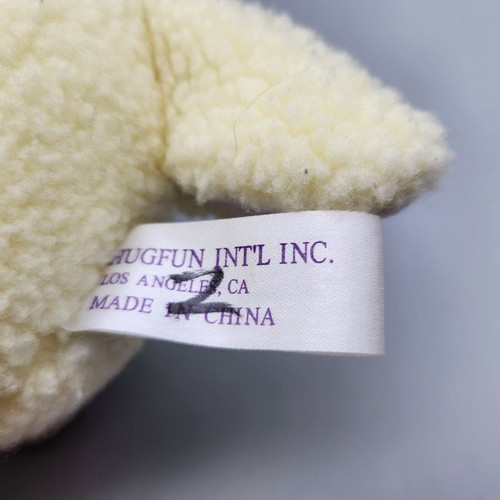 HUGFUN INT'L INC.
LOS ANGELES, CA
MADE IN CHINA
2